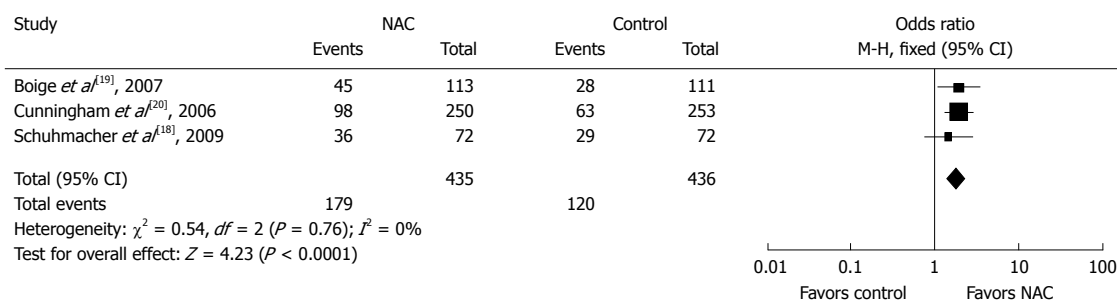 Study NAC Control Odds ratio
Events Total Events Total M-H, fixed (95% CI)
Boige et al[19], 2007 45 113 28 111
Cunningham et al[20], 2006 98 250 63 253
Schuhmacher et al[18], 2009 36 72 29 72
Total (95% CI) 435 436
Total events 179 120
Heterogeneity: χ² = 0.54, df = 2 (P = 0.76); I² = 0%
Test for overall effect: Z = 4.23 (P < 0.0001)
0.01 0.1 1 10 100
Favors control Favors NAC